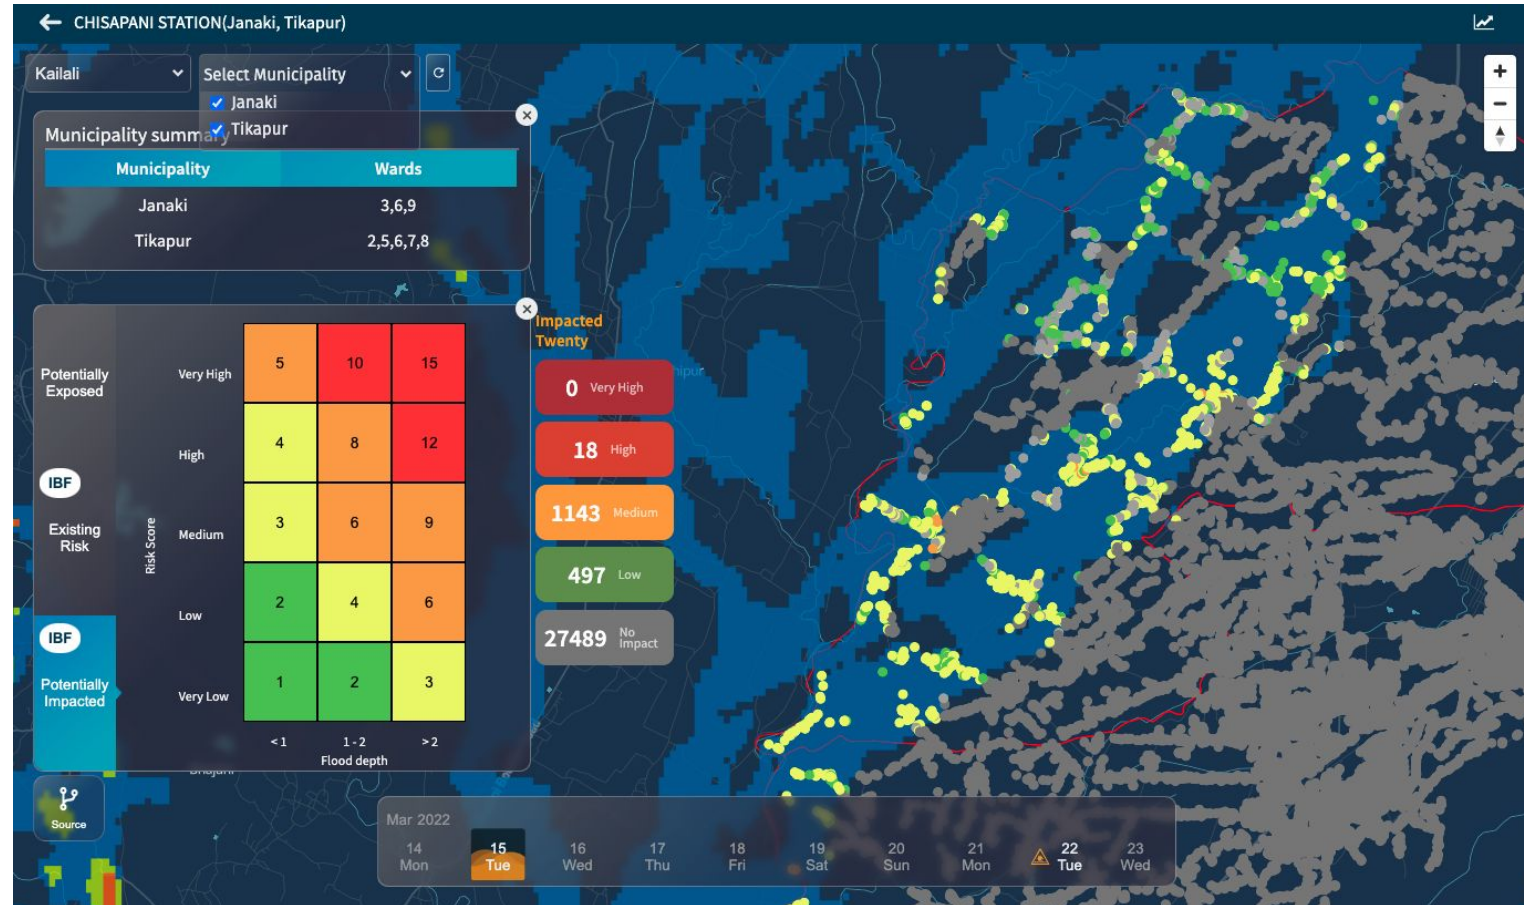 CHISAPANI STATION(Janaki, Tikapur)
Kailali
Select Municipality
Janaki
Tikapur
Municipality summ
Municipality Wards
Janaki 3,6,9
Tikapur 2,5,6,7,8
Potentially
Exposed
IBF
Existing
Risk
IBF
Potentially
Impacted
Risk Score
Very High 5 10 15
High 4 8 12
Medium 3 6 9
Low 2 4 6
Very Low 1 2 3
< 1 1 - 2 > 2
Flood depth
Impacted
Twenty
0 Very High
18 High
1143 Medium
497 Low
27489 No
Impact
Source
Mar 2022
14 15 16 17 18 19 20 21 22 23
Mon Tue Wed Thu Fri Sat Sun Mon Tue Wed